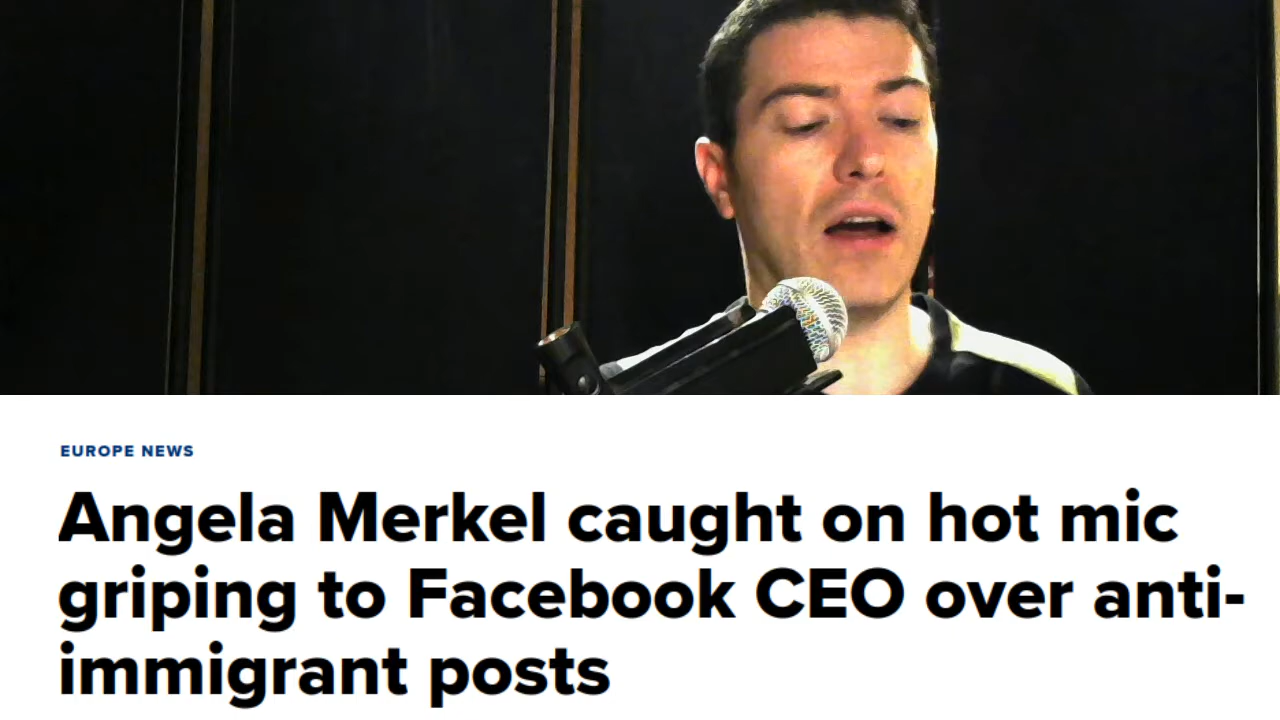 EUROPE NEWS
Angela Merkel caught on hot mic
griping to Facebook CEO over anti-
immigrant posts